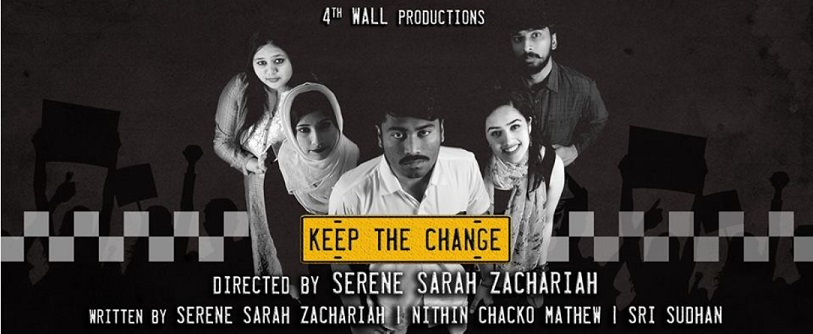 4TH WALL PRODUCTIONS
KEEP THE CHANGE
DIRECTED BY SERENE SARAH ZACHARIAH
WRITTEN BY SERENE SARAH ZACHARIAH | NITHIN CHACKO MATHEW | SRI SUDHAN